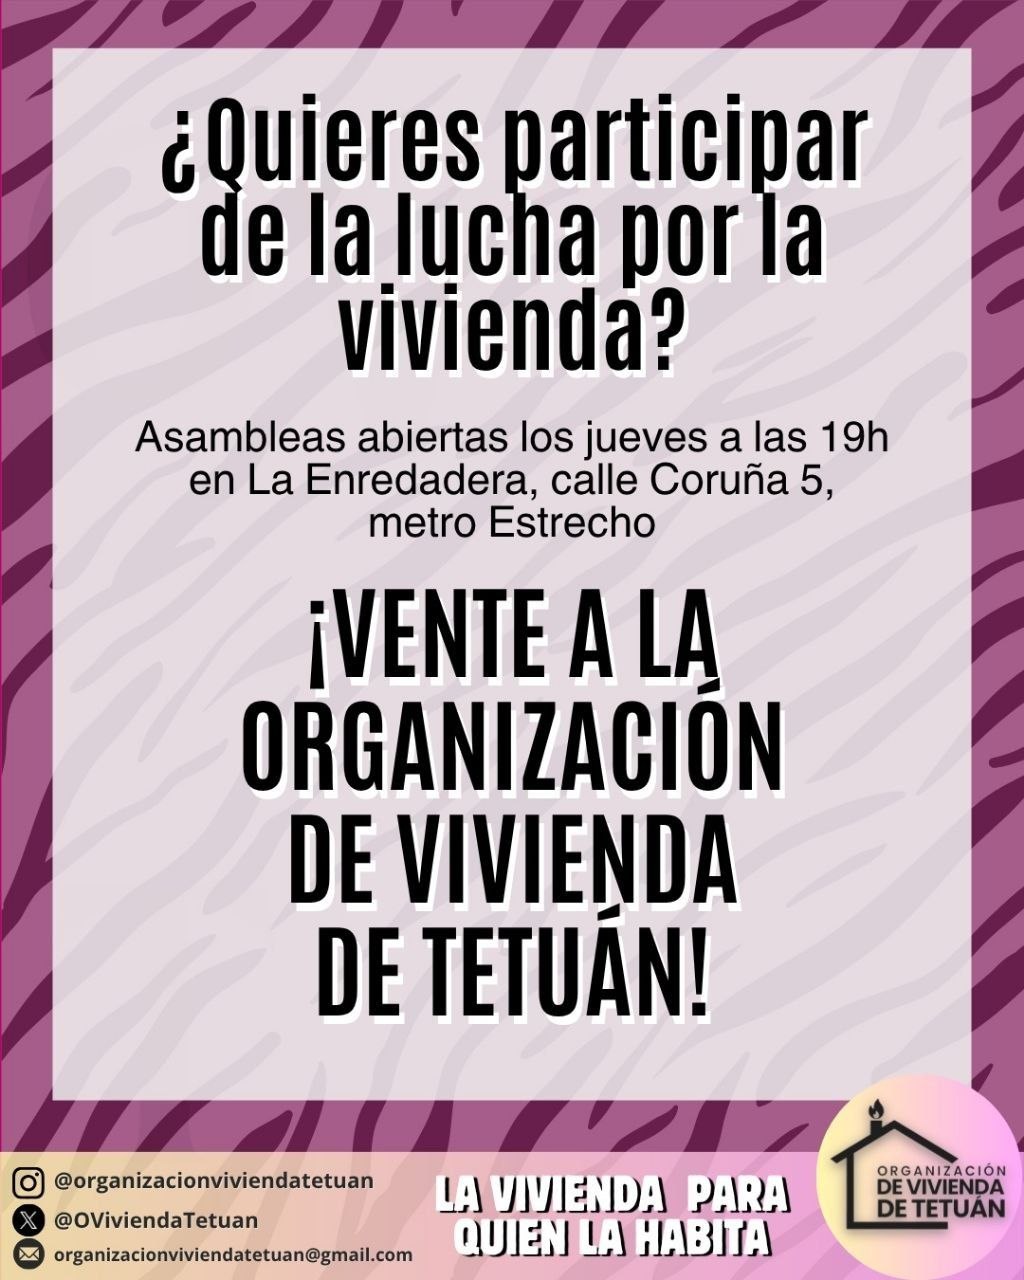 ¿Quieres participar
de la lucha por la
vivienda?
Asambleas abiertas los jueves a las 19h
en La Enredadera, calle Coruña 5,
metro Estrecho
¡VENTE A LA
ORGANIZACIÓN
DE VIVIENDA
DE TETUÁN!
@organizacionviviendatetuan
@OViviendaTetuan
organizacionviviendatetuan@gmail.com
LA VIVIENDA PARA
QUIEN LA HABITA
ORGANIZACIÓN
DE VIVIENDA
DE TETUÁN